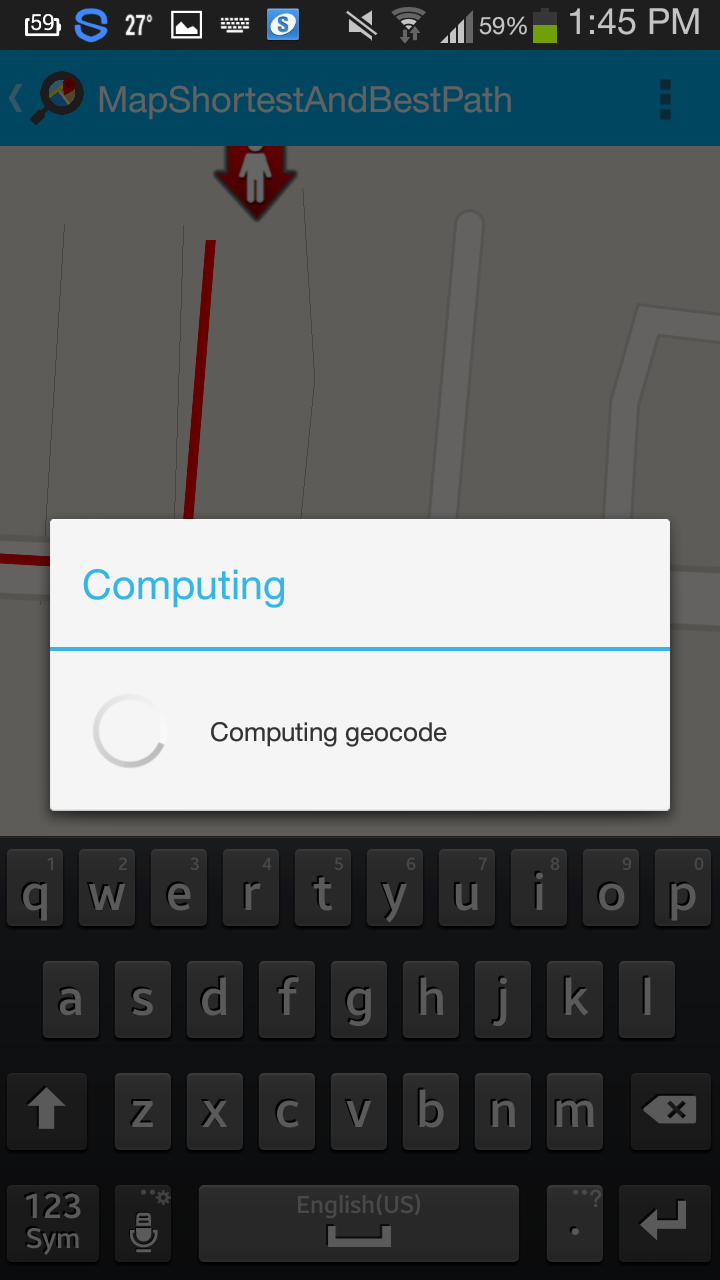 59 27° 59% 1:45 PM
MapShortestAndBestPath
Computing
Computing geocode
1 2 3 4 5 6 7 8 9 0
q w e r t y u i o p
a s d f g h j k l
z x c v b n m
123 English(US) ?
Sym .